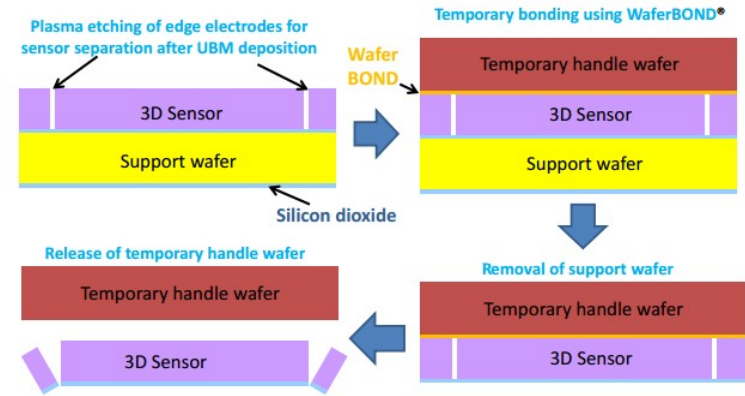 Plasma etching of edge electrodes for
sensor separation after UBM deposition
3D Sensor
Support wafer
Silicon dioxide
Temporary bonding using WaferBOND®
Wafer
BOND
Temporary handle wafer
3D Sensor
Support wafer
Removal of support wafer
Temporary handle wafer
3D Sensor
Release of temporary handle wafer
Temporary handle wafer
3D Sensor